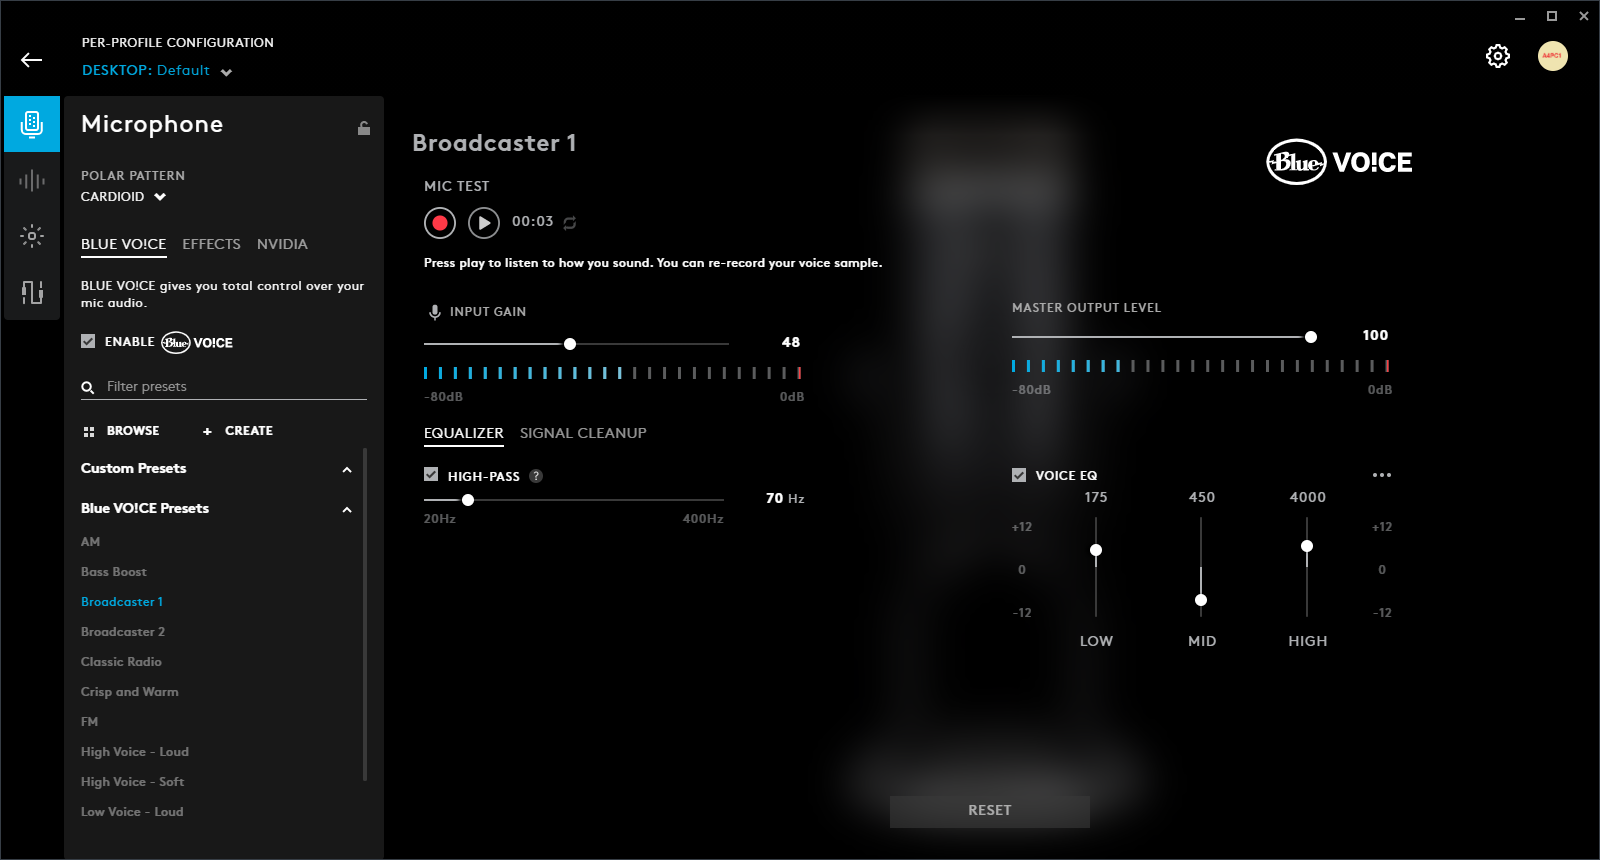 PER-PROFILE CONFIGURATION
DESKTOP: Default
Microphone
POLAR PATTERN
CARDIOID
BLUE VO!CE EFFECTS NVIDIA
BLUE VO!CE gives you total control over your
mic audio.
ENABLE Blue VO!CE
Filter presets
BROWSE + CREATE
Custom Presets
Blue VO!CE Presets
AM
Bass Boost
Broadcaster 1
Broadcaster 2
Classic Radio
Crisp and Warm
FM
High Voice - Loud
High Voice - Soft
Low Voice - Loud
Broadcaster 1
Blue VO!CE
MIC TEST
00:03
Press play to listen to how you sound. You can re-record your voice sample.
INPUT GAIN
48
-80dB 0dB
MASTER OUTPUT LEVEL
100
-80dB 0dB
EQUALIZER SIGNAL CLEANUP
HIGH-PASS ?
70 Hz
20Hz 400Hz
VOICE EQ
175 450 4000
+12 +12
0 0
-12 -12
LOW MID HIGH
RESET